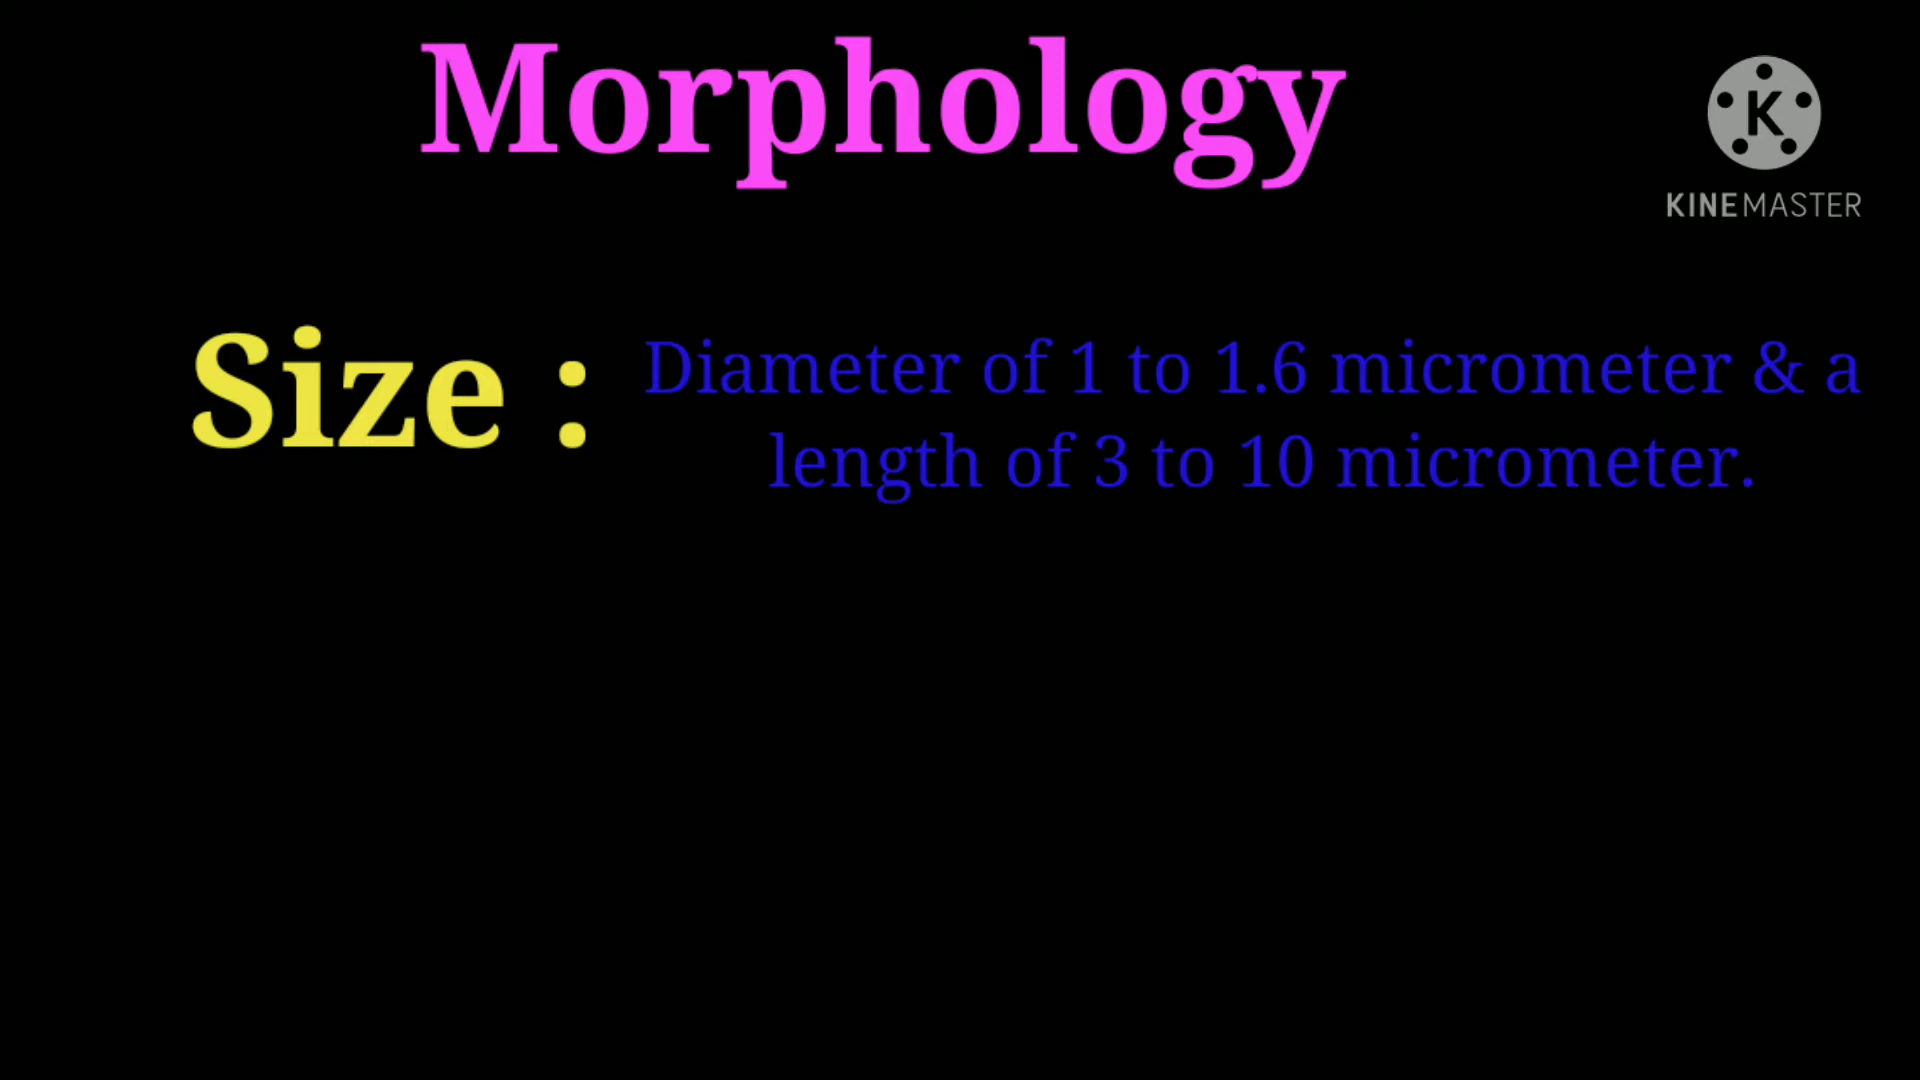 Morphology
K
KINEMASTER
Size :
Diameter of 1 to 1.6 micrometer & a
length of 3 to 10 micrometer.